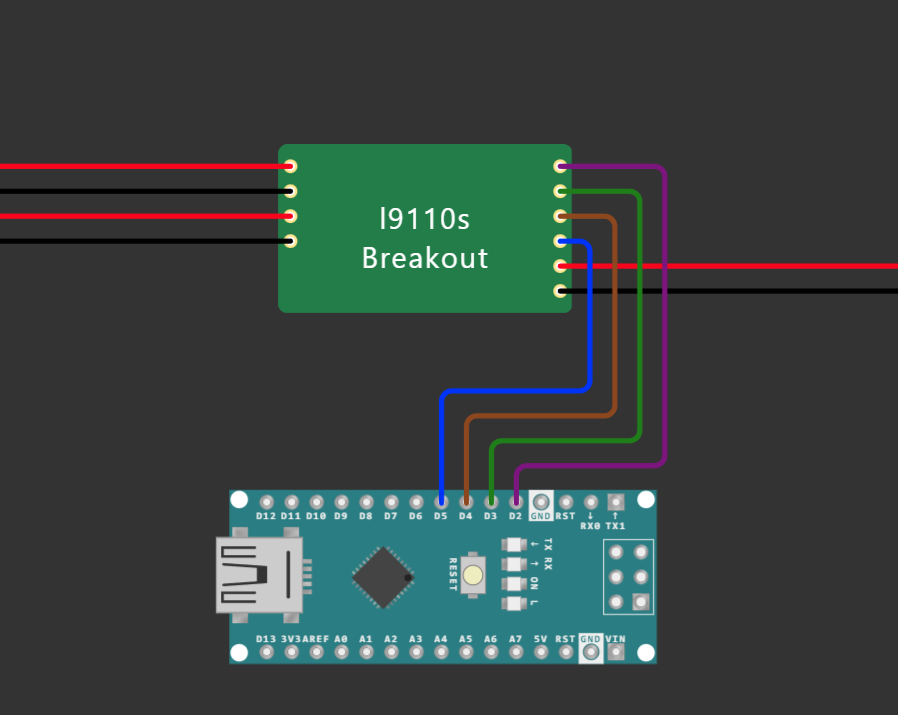 l9110s
Breakout
D12 D11 D10 D9 D8 D7 D6 D5 D4 D3 D2 GND RST ↓ ↑
RX0 TX1
RESET
← TX
→ RX
ON
L
D13 3V3 AREF A0 A1 A2 A3 A4 A5 A6 A7 5V RST GND VIN